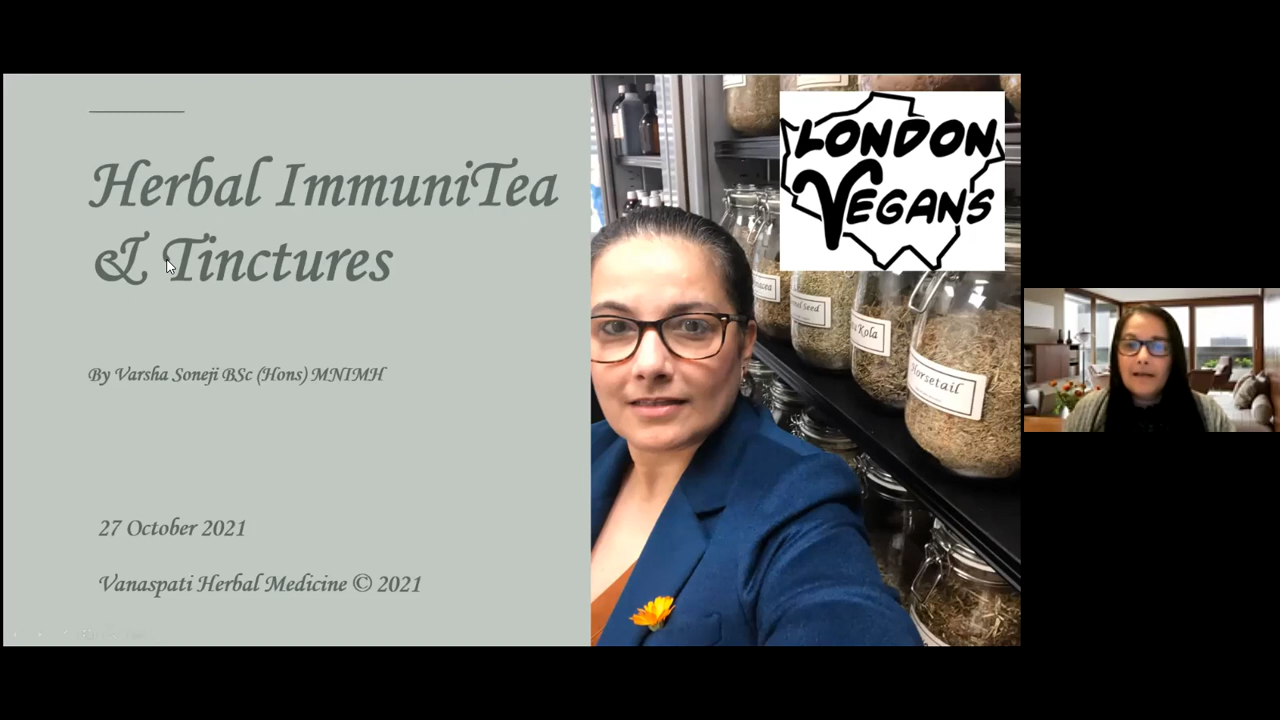 Herbal ImmuniTea
& Tinctures
By Varsha Soneji BSc (Hons) MNIMH
27 October 2021
Vanaspati Herbal Medicine © 2021
LONDON
VEGANS
Seed
Kola
Horsetail